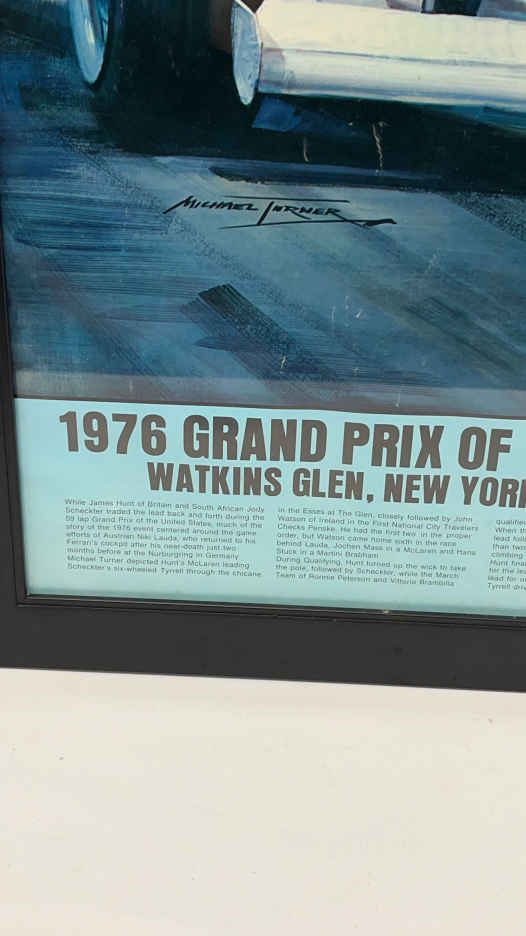 MICHAEL TURNER
1976 GRAND PRIX OF
WATKINS GLEN, NEW YOR
While James Hunt of Britain and South African Jody
Scheckter traded the lead back and forth during the
59 lap Grand Prix of the United States, much of the
story of the 1976 event centered around the game
efforts of Austrian Niki Lauda, who returned to his
Ferrari's cockpit after his near-death just two
months before at the Nurburgring in Germany.
Michael Turner depicted Hunt's McLaren leading
Scheckter's six-wheeled Tyrrell through the chicane
in the Esses at The Glen, closely followed by John
Watson of Ireland in the First National City Travelers
Checks Penske. He had the first two in the proper
order, but Watson came home sixth in the race
behind Lauda, Jochen Mass in a McLaren and Hans
Stuck in a Martini Brabham.
During Qualifying, Hunt turned up the wick to take
the pole, followed by Scheckter, while the March
Team of Ronnie Peterson and Vittorio Brambilla
qualified
When th
lead foll
than two
climbing
Hunt fina
for the le
lead for
Tyrrell driv